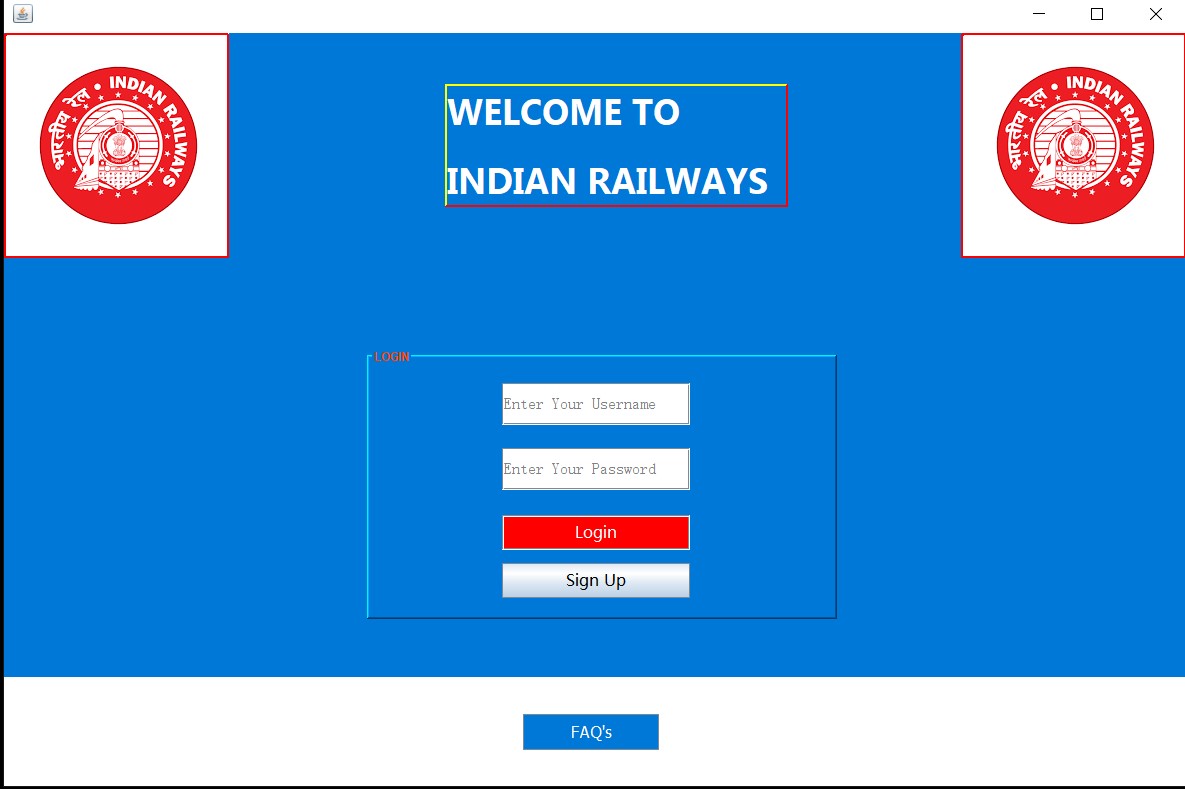 भारतीय रेल • INDIAN RAILWAYS
WELCOME TO
INDIAN RAILWAYS
भारतीय रेल • INDIAN RAILWAYS
LOGIN
Enter Your Username
Enter Your Password
Login
Sign Up
FAQ's